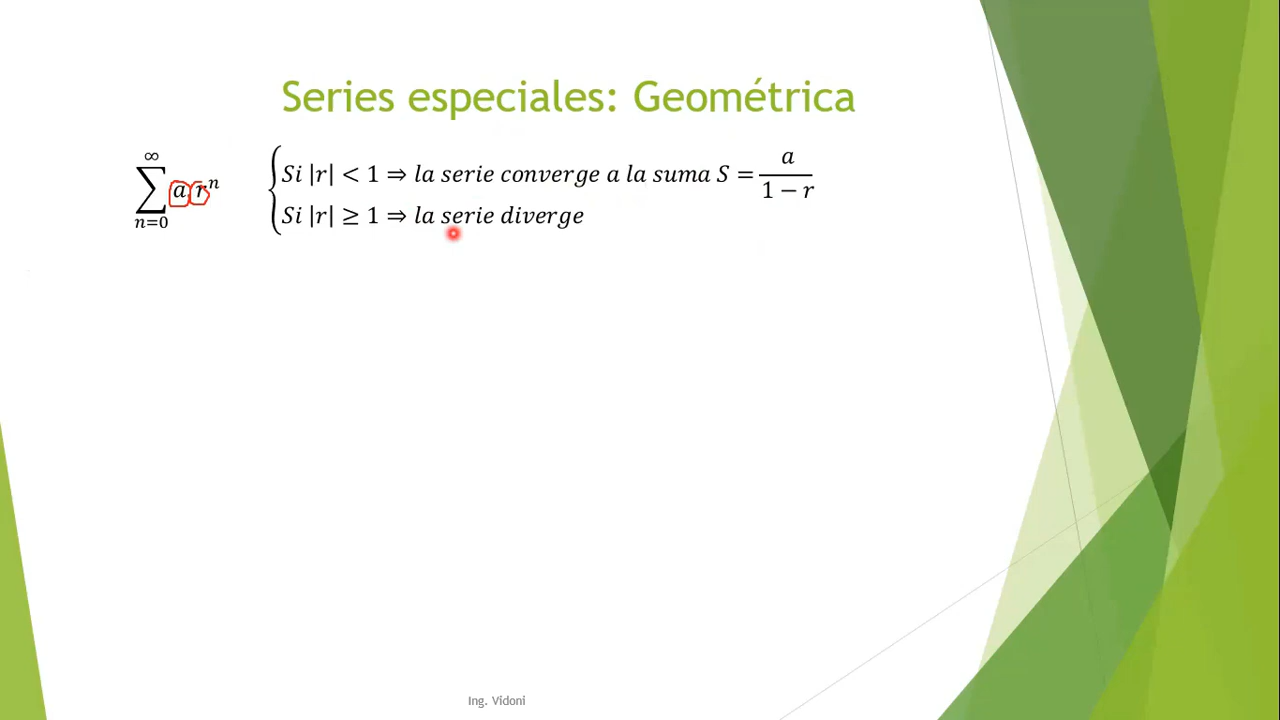 Series especiales: Geométrica
∞
∑ a r^n
n=0
Si |r| < 1 ⇒ la serie converge a la suma S = a / (1 − r)
Si |r| ≥ 1 ⇒ la serie diverge
Ing. Vidoni